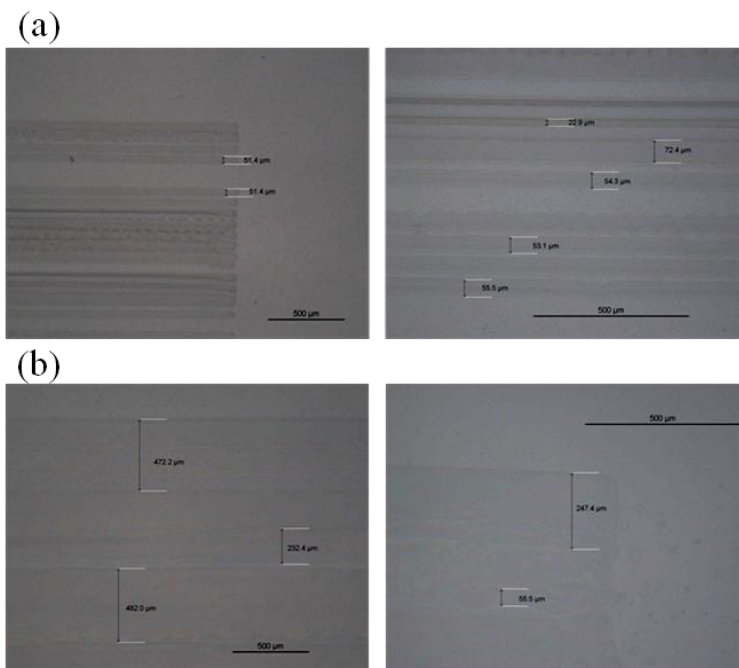 (a)
51.4 µm
51.4 µm
500 µm
22.9 µm
72.4 µm
54.3 µm
53.1 µm
55.5 µm
500 µm
(b)
472.2 µm
232.4 µm
482.0 µm
500 µm
500 µm
247.4 µm
55.5 µm